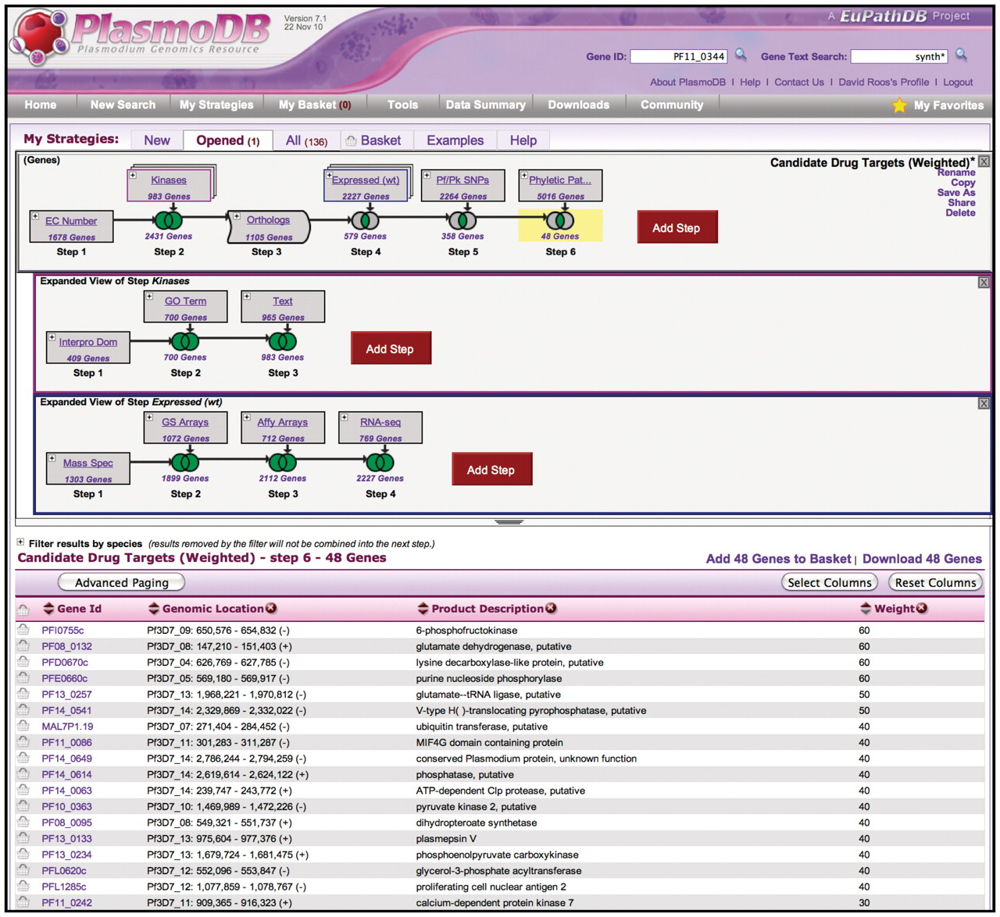 PlasmoDB
Plasmodium Genomics Resource
Version 7.1
22 Nov 10
A EuPathDB Project
Gene ID: PF11_0344 Gene Text Search: synth*
About PlasmoDB | Help | Contact Us | David Roos's Profile | Logout
Home New Search My Strategies My Basket (0) Tools Data Summary Downloads Community My Favorites
My Strategies: New Opened (1) All (136) Basket Examples Help
(Genes)
Candidate Drug Targets (Weighted)* X
Rename
Copy
Save As
Share
Delete
Kinases Expressed (wt) Pf/Pk SNPs Phyletic Pat...
983 Genes 2227 Genes 2264 Genes 5016 Genes
EC Number Orthologs
1678 Genes 2431 Genes 1105 Genes 579 Genes 358 Genes 48 Genes
Add Step
Step 1 Step 2 Step 3 Step 4 Step 5 Step 6
Expanded View of Step Kinases X
GO Term Text
700 Genes 965 Genes
Interpro Dom
409 Genes 700 Genes 983 Genes
Add Step
Step 1 Step 2 Step 3
Expanded View of Step Expressed (wt) X
GS Arrays Affy Arrays RNA-seq
1072 Genes 712 Genes 769 Genes
Mass Spec
1303 Genes 1899 Genes 2112 Genes 2227 Genes
Add Step
Step 1 Step 2 Step 3 Step 4
Filter results by species (results removed by the filter will not be combined into the next step.)
Candidate Drug Targets (Weighted) - step 6 - 48 Genes Add 48 Genes to Basket | Download 48 Genes
Advanced Paging Select Columns Reset Columns
Gene Id Genomic Location Product Description Weight
PFI0755c Pf3D7_09: 650,576 - 654,832 (-) 6-phosphofructokinase 60
PF08_0132 Pf3D7_08: 147,210 - 151,403 (+) glutamate dehydrogenase, putative 60
PFD0670c Pf3D7_04: 626,769 - 627,785 (-) lysine decarboxylase-like protein, putative 60
PFE0660c Pf3D7_05: 569,180 - 569,917 (-) purine nucleoside phosphorylase 60
PF13_0257 Pf3D7_13: 1,968,221 - 1,970,812 (-) glutamate--tRNA ligase, putative 50
PF14_0541 Pf3D7_14: 2,329,869 - 2,332,022 (-) V-type H( )-translocating pyrophosphatase, putative 50
MAL7P1.19 Pf3D7_07: 271,404 - 284,452 (-) ubiquitin transferase, putative 40
PF11_0086 Pf3D7_11: 301,283 - 311,287 (-) MIF4G domain containing protein 40
PF14_0649 Pf3D7_14: 2,786,244 - 2,794,259 (-) conserved Plasmodium protein, unknown function 40
PF14_0614 Pf3D7_14: 2,619,614 - 2,624,122 (+) phosphatase, putative 40
PF14_0063 Pf3D7_14: 239,747 - 243,772 (+) ATP-dependent Clp protease, putative 40
PF10_0363 Pf3D7_10: 1,469,989 - 1,472,226 (-) pyruvate kinase 2, putative 40
PF08_0095 Pf3D7_08: 549,321 - 551,737 (+) dihydropteroate synthetase 40
PF13_0133 Pf3D7_13: 975,604 - 977,376 (+) plasmepsin V 40
PF13_0234 Pf3D7_13: 1,679,724 - 1,681,475 (+) phosphoenolpyruvate carboxykinase 40
PFL0620c Pf3D7_12: 552,096 - 553,847 (-) glycerol-3-phosphate acyltransferase 40
PFL1285c Pf3D7_12: 1,077,859 - 1,078,767 (-) proliferating cell nuclear antigen 2 40
PF11_0242 Pf3D7_11: 909,365 - 916,323 (+) calcium-dependent protein kinase 7 30